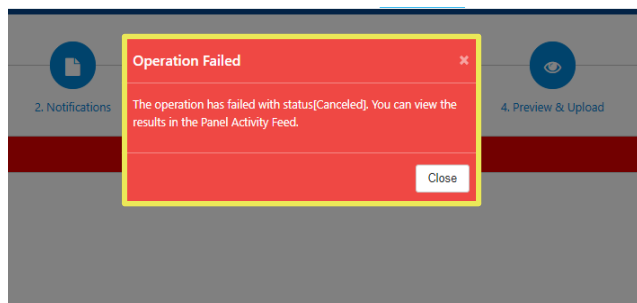 Operation Failed ×
2. Notifications
The operation has failed with status[Canceled]. You can view the
results in the Panel Activity Feed.
4. Preview & Upload
Close